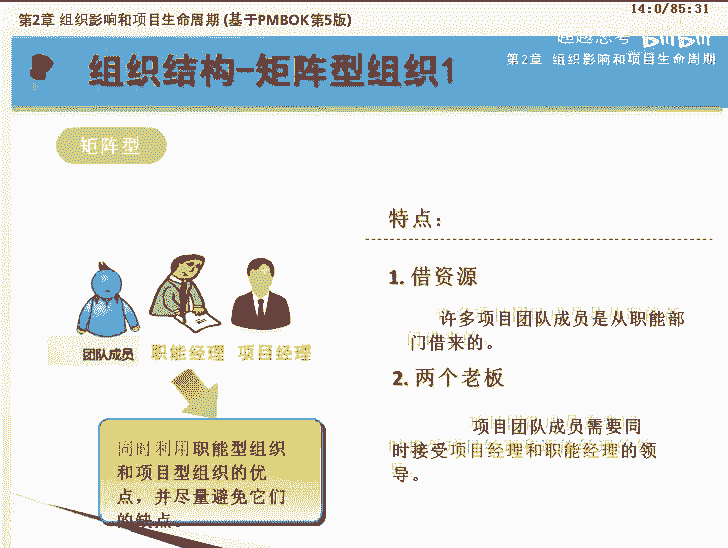 第2章 组织影响和项目生命周期 (基于PMBOK第5版)
14:0/85:31
组织结构-矩阵型组织1
第2章 组织影响和项目生命周期
矩阵型
特点：
1. 借资源
许多项目团队成员是从职能部
门借来的。
2. 两个老板
项目团队成员需要同
时接受项目经理和职能经理的领
导。
团队成员
职能经理
项目经理
同时利用职能型组织
和项目型组织的优
点，并尽量避免它们
的缺点。